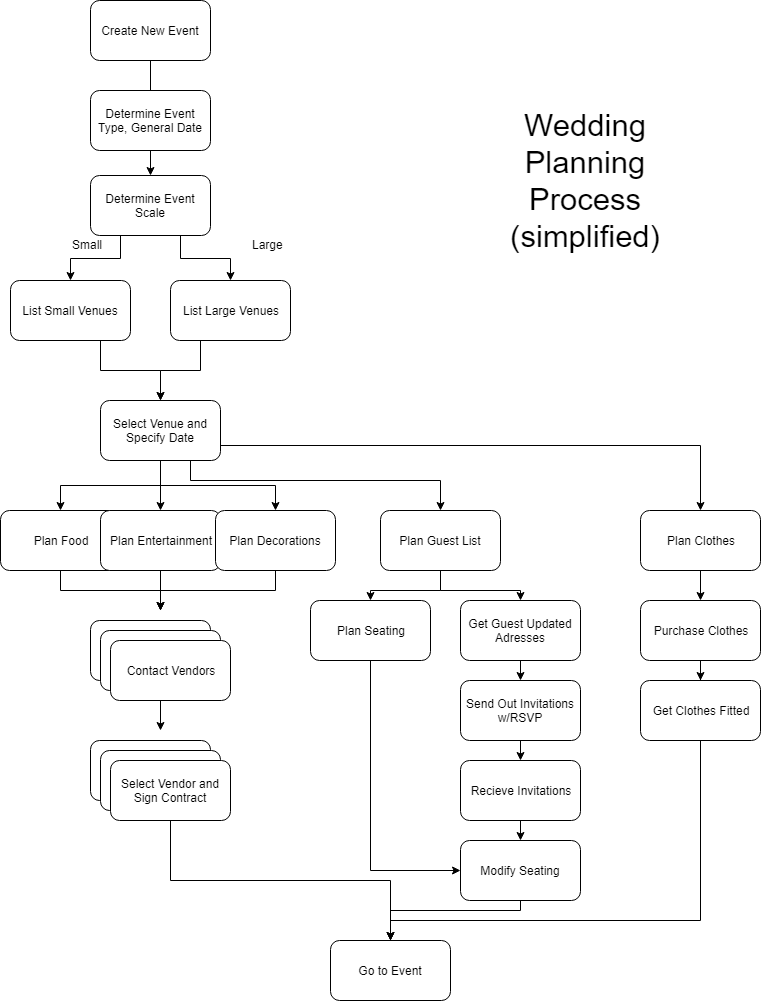 Create New Event
Wedding
Planning
Process
(simplified)
Determine Event
Type, General Date
Determine Event
Scale
Small
Large
List Small Venues
List Large Venues
Select Venue and
Specify Date
Plan Food
Plan Entertainment
Plan Decorations
Plan Guest List
Plan Clothes
Plan Seating
Get Guest Updated
Adresses
Purchase Clothes
Contact Vendors
Send Out Invitations
w/RSVP
Get Clothes Fitted
Select Vendor and
Sign Contract
Recieve Invitations
Modify Seating
Go to Event